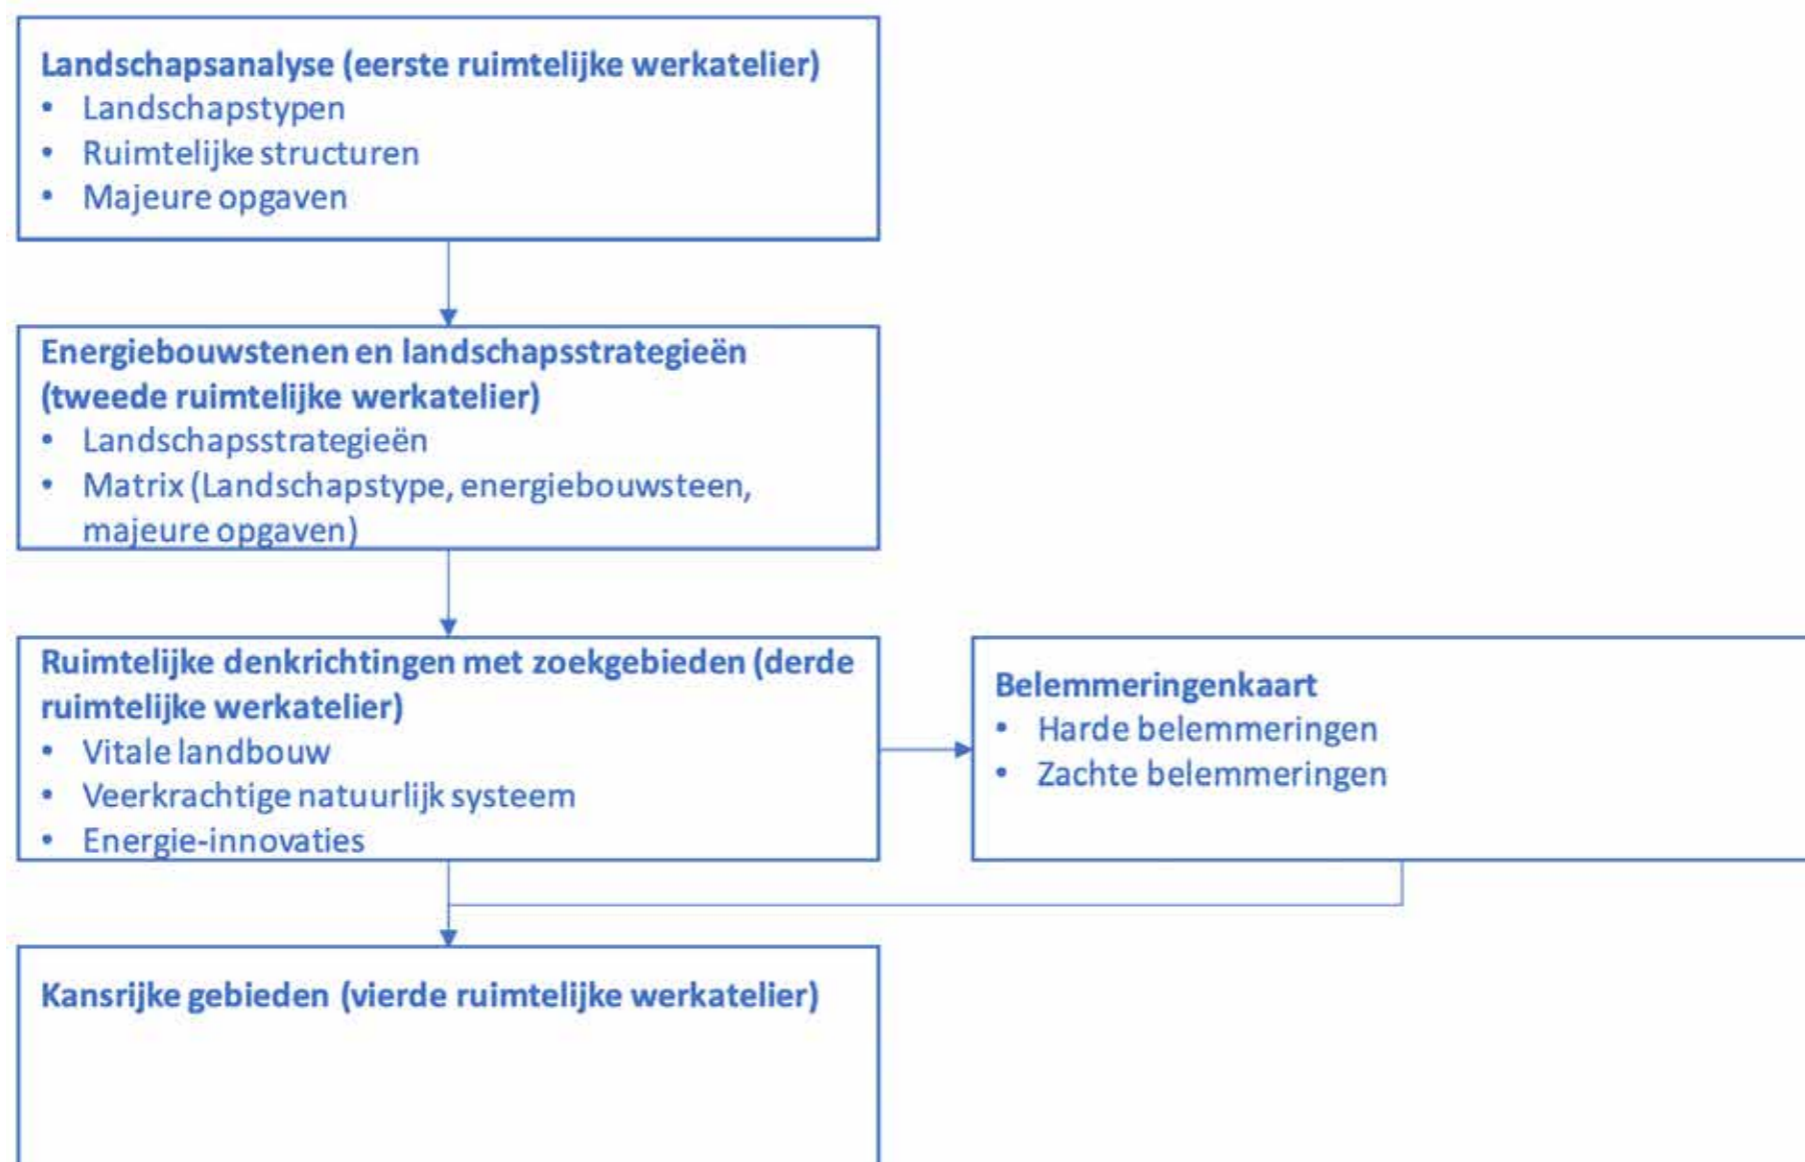 Landschapsanalyse (eerste ruimtelijke werkatelier)
• Landschapstypen
• Ruimtelijke structuren
• Majeure opgaven
Energiebouwstenen en landschapsstrategieën
(tweede ruimtelijke werkatelier)
• Landschapsstrategieën
• Matrix (Landschapstype, energiebouwsteen,
majeure opgaven)
Ruimtelijke denkrichtingen met zoekgebieden (derde
ruimtelijke werkatelier)
• Vitale landbouw
• Veerkrachtige natuurlijk systeem
• Energie-innovaties
Belemmeringenkaart
• Harde belemmeringen
• Zachte belemmeringen
Kansrijke gebieden (vierde ruimtelijke werkatelier)